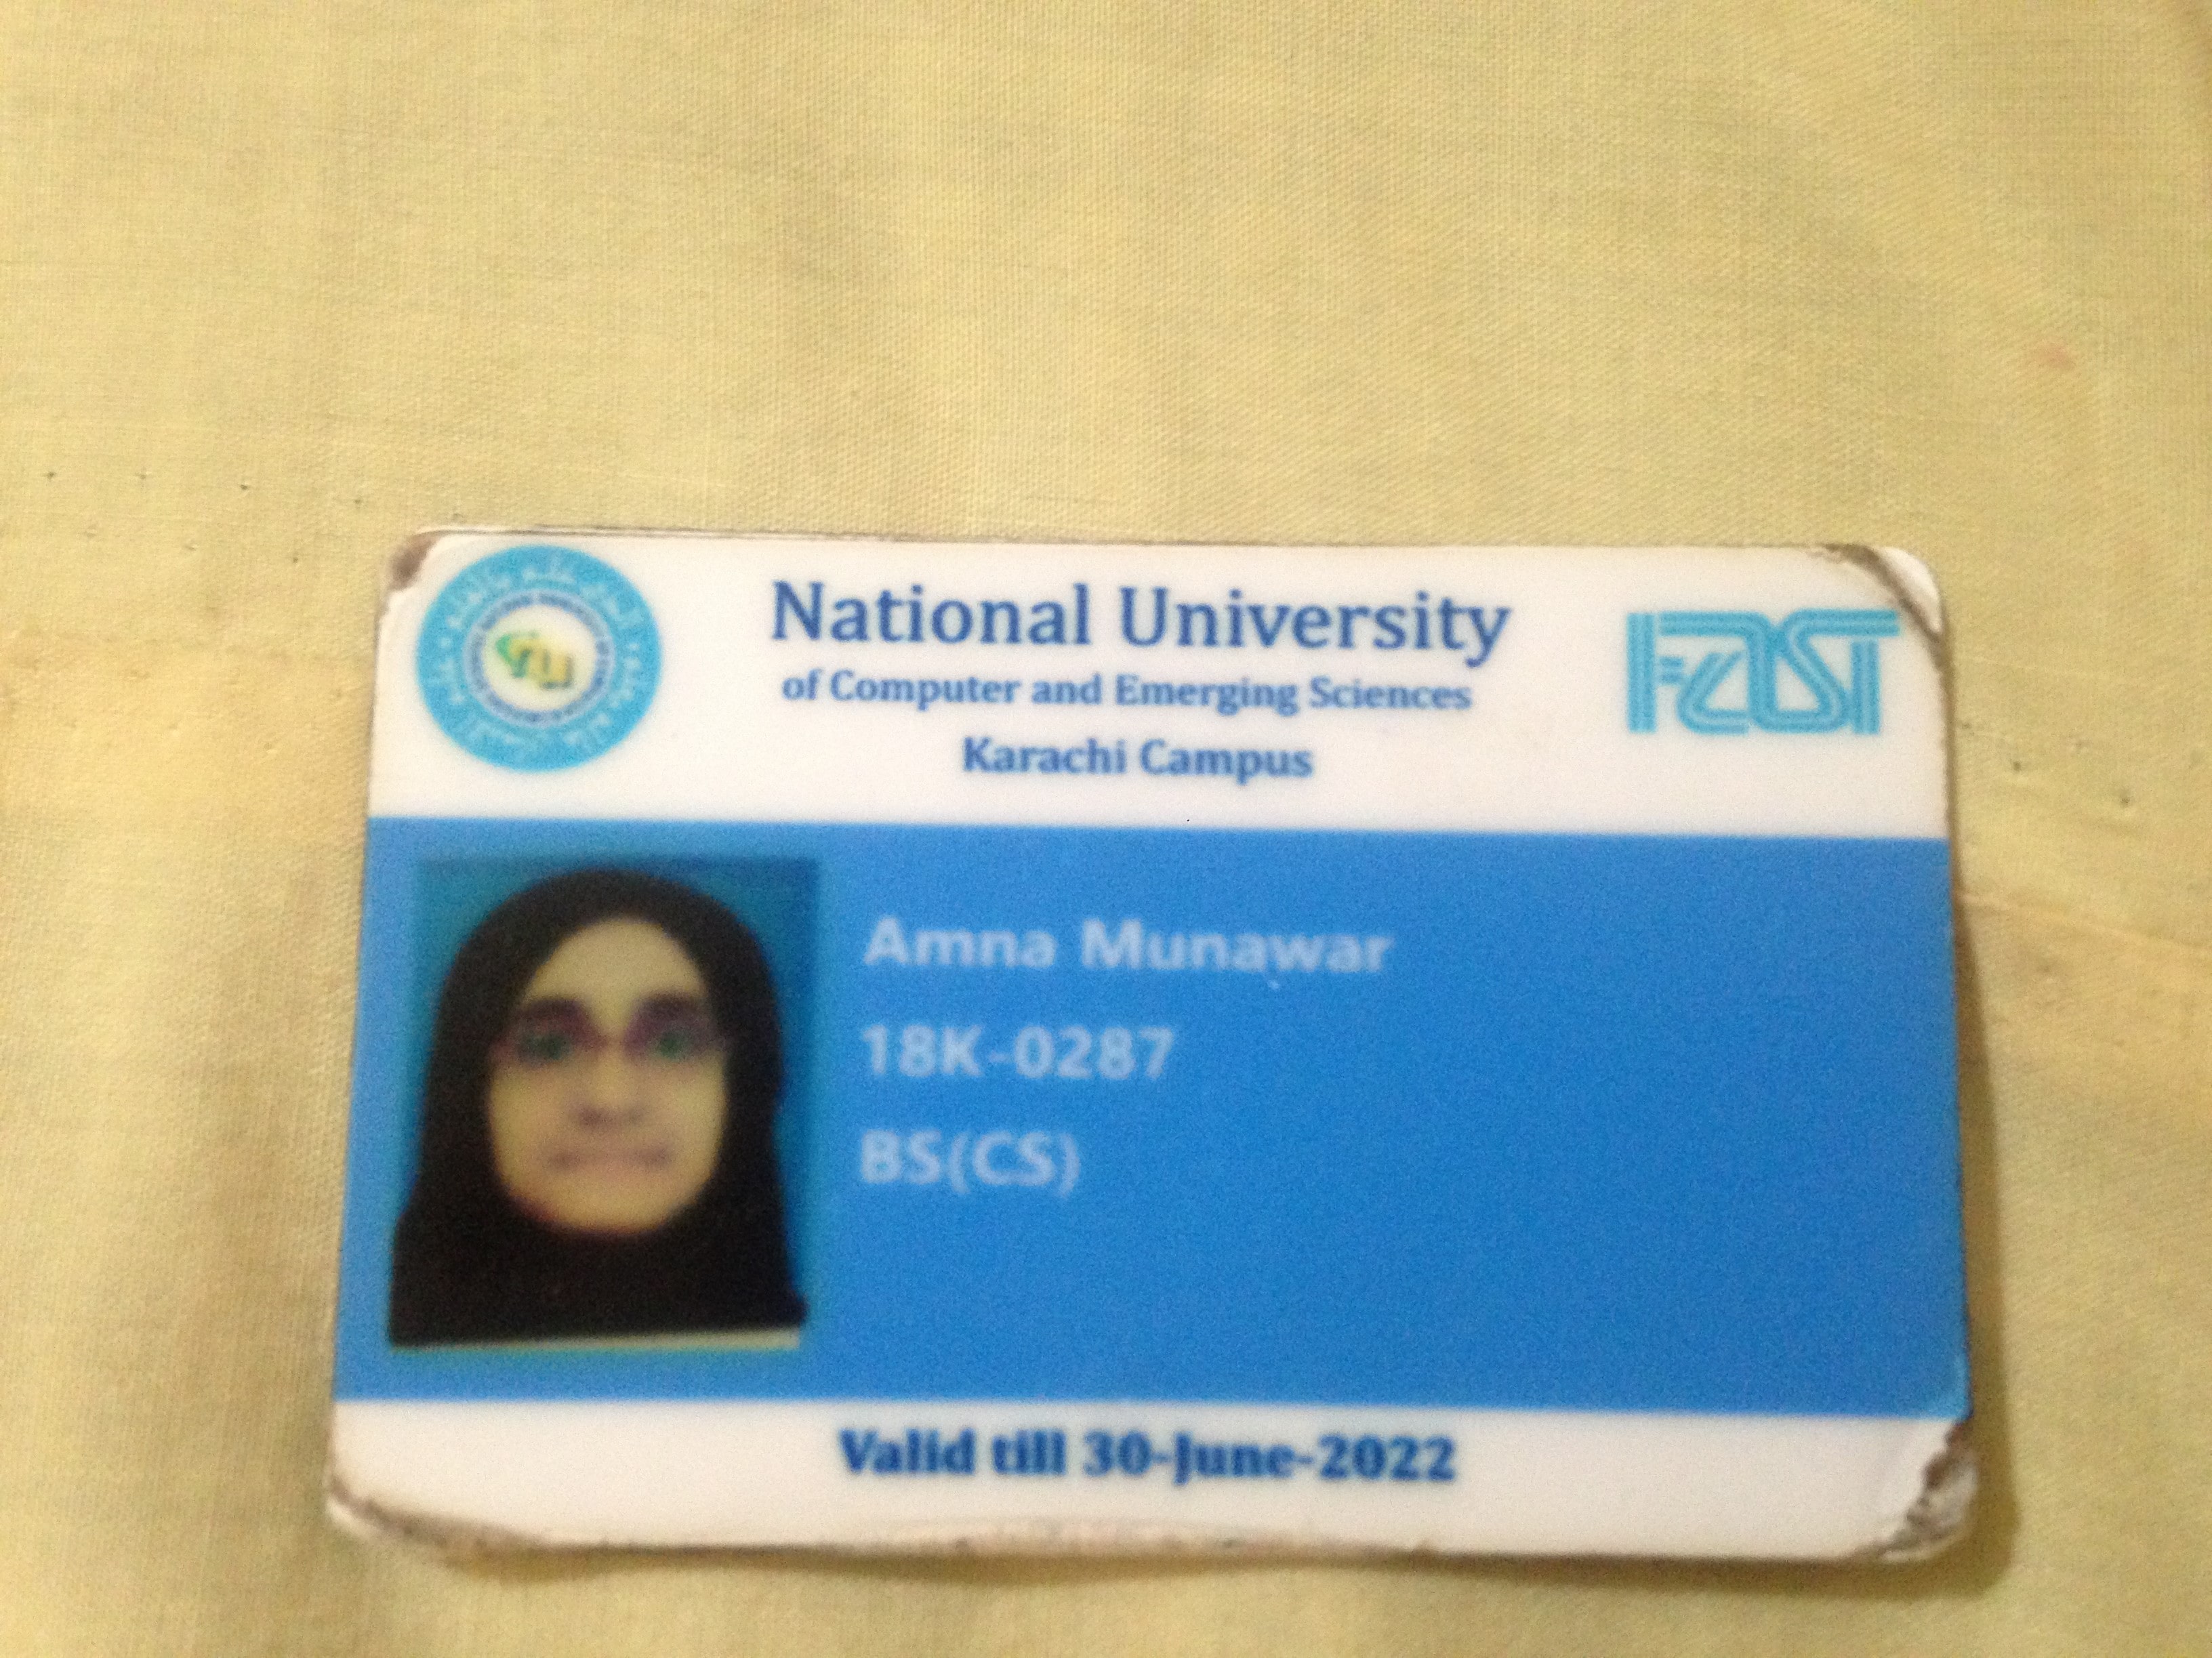 National University
of Computer and Emerging Sciences
Karachi Campus
FAST
Amna Munawar
18K-0287
BS(CS)
Valid till 30-June-2022